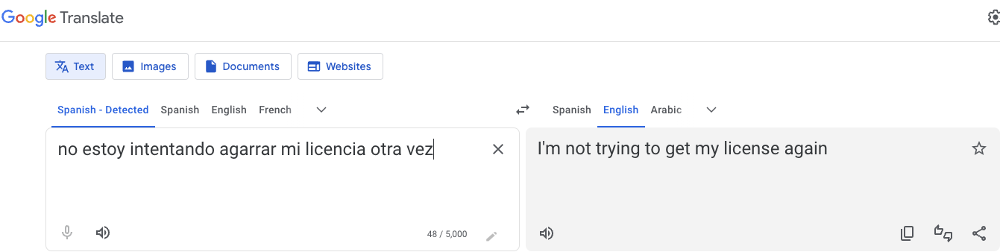 Google Translate
Text Images Documents Websites
Spanish - Detected Spanish English French
Spanish English Arabic
no estoy intentando agarrar mi licencia otra vez
I'm not trying to get my license again
48 / 5,000